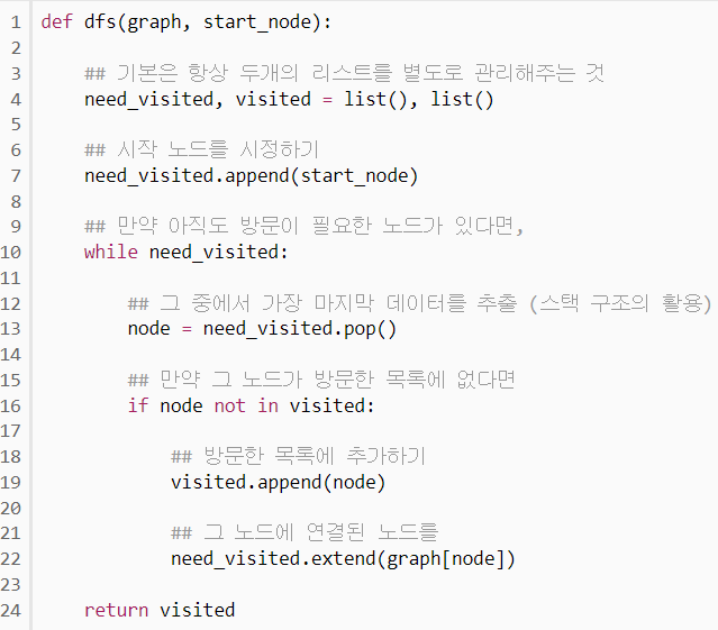 1 def dfs(graph, start_node):
2
3 ## 기본은 항상 두개의 리스트를 별도로 관리해주는 것
4 need_visited, visited = list(), list()
5
6 ## 시작 노드를 시정하기
7 need_visited.append(start_node)
8
9 ## 만약 아직도 방문이 필요한 노드가 있다면,
10 while need_visited:
11
12 ## 그 중에서 가장 마지막 데이터를 추출 (스택 구조의 활용)
13 node = need_visited.pop()
14
15 ## 만약 그 노드가 방문한 목록에 없다면
16 if node not in visited:
17
18 ## 방문한 목록에 추가하기
19 visited.append(node)
20
21 ## 그 노드에 연결된 노드를
22 need_visited.extend(graph[node])
23
24 return visited